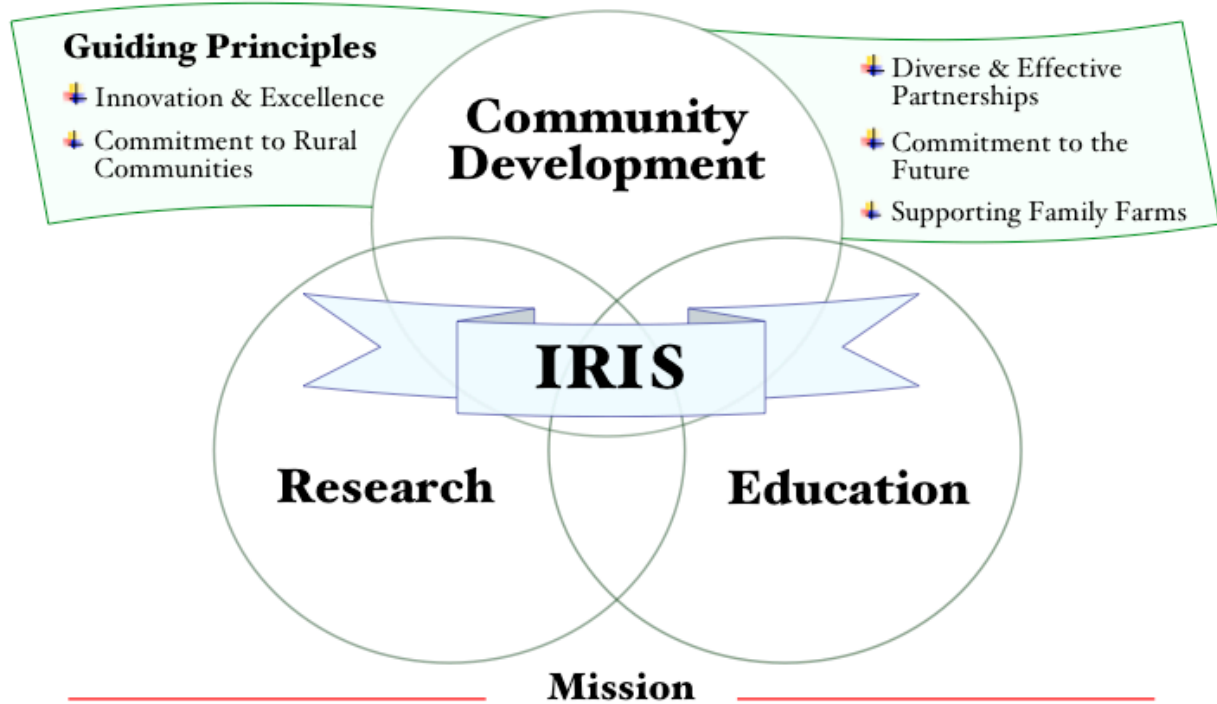 Guiding Principles
Innovation & Excellence
Commitment to Rural
Communities
Diverse & Effective
Partnerships
Commitment to the
Future
Supporting Family Farms
Community
Development
IRIS
Research
Education
Mission